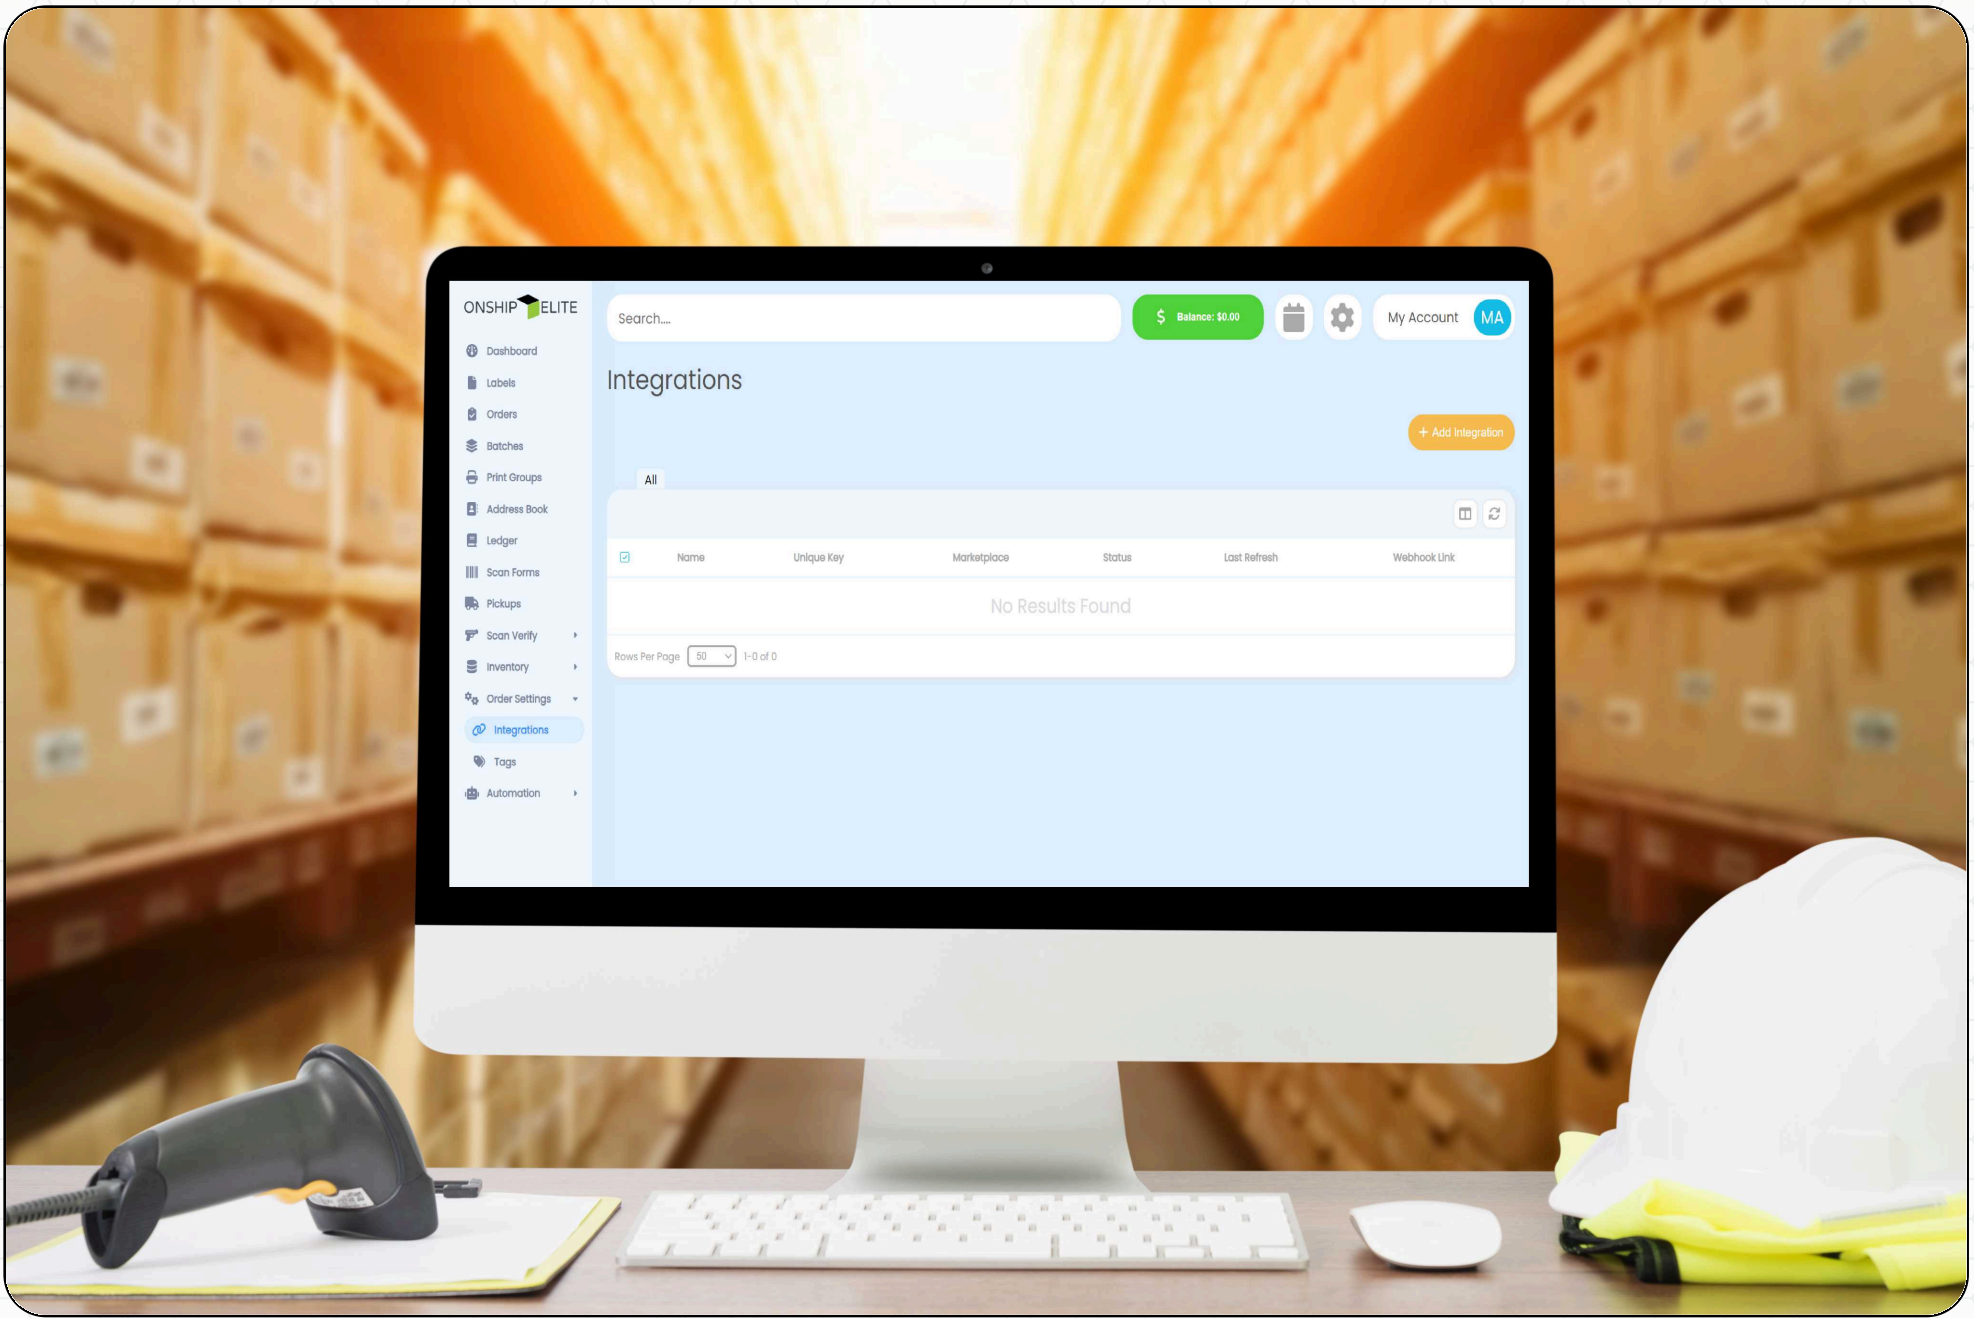 ONSHIP ELITE
Search....
$ Balance: $0.00
My Account MA
Dashboard
Labels
Orders
Batches
Print Groups
Address Book
Ledger
Scan Forms
Pickups
Scan Verify
Inventory
Order Settings
Integrations
Tags
Automation
Integrations
+ Add Integration
All
Name Unique Key Marketplace Status Last Refresh Webhook Link
No Results Found
Rows Per Page 50 1-0 of 0